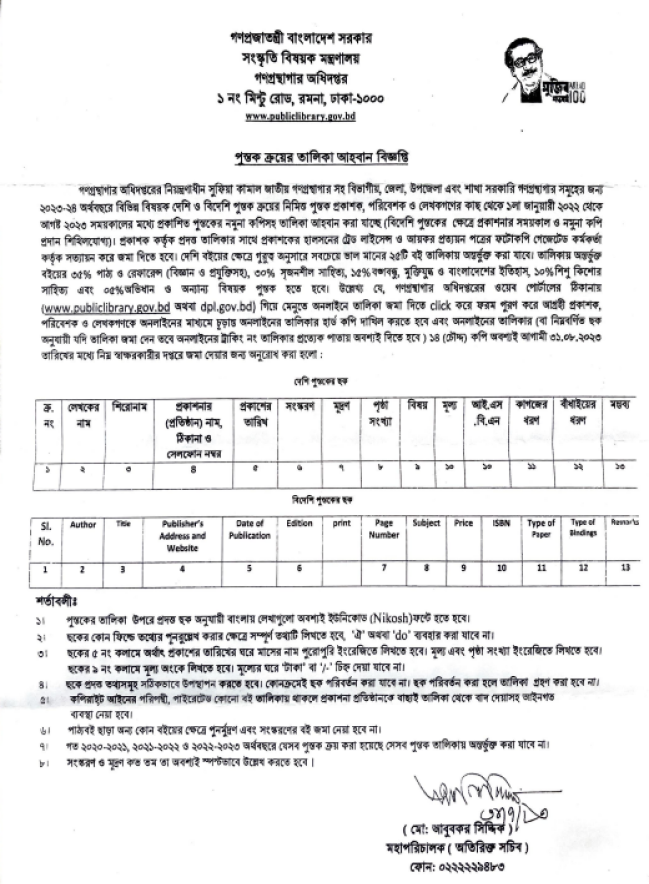 গণপ্রজাতন্ত্রী বাংলাদেশ সরকার
সংস্কৃতি বিষয়ক মন্ত্রণালয়
গণগ্রন্থাগার অধিদপ্তর
১ নং মিন্টু রোড, রমনা, ঢাকা-১০০০
www.publiclibrary.gov.bd
মুজিব
শতবর্ষ 100
পুস্তক ক্রয়ের তালিকা আহবান বিজ্ঞপ্তি
গণগ্রন্থাগার অধিদপ্তরের নিয়ন্ত্রণাধীন সুফিয়া কামাল জাতীয় গণগ্রন্থাগার সহ বিভাগীয়, জেলা, উপজেলা এবং শাখা সরকারি গণগ্রন্থাগার সমূহের জন্য
২০২৩-২৪ অর্থবছরে বিভিন্ন বিষয়ক দেশি ও বিদেশি পুস্তক ক্রয়ের নিমিত্ত পুস্তক প্রকাশক, পরিবেশক ও লেখকগণের কাছ থেকে ১লা জানুয়ারী ২০২২ থেকে
আগষ্ট ২০২৩ সময়কালের মধ্যে প্রকাশিত পুস্তকের নমুনা কপিসহ তালিকা আহবান করা যাচ্ছে (বিদেশি পুস্তকের ক্ষেত্রে প্রকাশনার সময়কাল ও নমুনা কপি
প্রদান শিথিলযোগ্য)। প্রকাশক কর্তৃক প্রদত্ত তালিকার সাথে প্রকাশকের হালসনের ট্রেড লাইসেন্স ও আয়কর প্রত্যয়ন পত্রের ফটোকপি গেজেটেড কর্মকর্তা
কর্তৃক সত্যায়ন করে জমা দিতে হবে। দেশি বইয়ের ক্ষেত্রে গুরুত্ব অনুসারে সবচেয়ে ভাল মানের ২৫টি বই তালিকায় অন্তর্ভুক্ত করা যাবে। তালিকায় অন্তর্ভুক্ত
বইয়ের ৩৫% পাঠ্য ও রেফারেন্স (বিজ্ঞান ও প্রযুক্তিসহ), ৩০% সৃজনশীল সাহিত্য, ১৫%বঙ্গবন্ধু, মুক্তিযুদ্ধ ও বাংলাদেশের ইতিহাস, ১০%শিশু কিশোর
সাহিত্য এবং ০৫%অভিধান ও অন্যান্য বিষয়ক পুস্তক হতে হবে। উল্লেখ্য যে, গণগ্রন্থাগার অধিদপ্তরের ওয়েব পোর্টালের ঠিকানায়
(www.publiclibrary.gov.bd অথবা dpl.gov.bd) গিয়ে মেনুতে অনলাইনে তালিকা জমা দিতে click করে ফরম পুরণ করে আগ্রহী প্রকাশক,
পরিবেশক ও লেখকগণকে অনলাইনের মাধ্যমে চূড়ান্ত অনলাইনের তালিকার হার্ড কপি দাখিল করতে হবে এবং অনলাইনের তালিকার (বা নিম্নবর্ণিত ছক
অনুযায়ী যদি তালিকা জমা দেন তবে অনলাইনের ট্রাকিং নং তালিকার প্রত্যেক পাতায় অবশ্যই দিতে হবে ) ১৪ (চৌদ্দ) কপি অবশ্যই আগামী ৩১.০৮.২০২৩
তারিখের মধ্যে নিম্ন স্বাক্ষরকারীর দপ্তরে জমা দেয়ার জন্য অনুরোধ করা হলো :
দেশি পুস্তকের ছক
ক্র. নং লেখকের নাম শিরোনাম প্রকাশনার (প্রতিষ্ঠান) নাম, ঠিকানা ও সেলফোন নম্বর প্রকাশের তারিখ সংস্করণ মুদ্রণ পৃষ্ঠা সংখ্যা বিষয় মূল্য আই.এস.বি.এন কাগজের ধরণ বাঁধাইয়ের ধরণ মন্তব্য
১ ২ ৩ ৪ ৫ ৬ ৭ ৮ ৯ ১০ ১০ ১১ ১২ ১৩
বিদেশি পুস্তকের ছক
Sl. No. Author Title Publisher's Address and Website Date of Publication Edition print Page Number Subject Price ISBN Type of Paper Type of Bindings Remarks
1 2 3 4 5 6 7 8 9 10 11 12 13
শর্তাবলীঃ
১। পুস্তকের তালিকা উপরে প্রদত্ত ছক অনুযায়ী বাংলায় লেখাগুলো অবশ্যই ইউনিকোড (Nikosh)ফন্টে হতে হবে।
২। ছকের কোন ফিল্ডে তথ্যের পুনরুল্লেখ করার ক্ষেত্রে সম্পূর্ণ তথ্যটি লিখতে হবে, 'ঐ' অথবা 'do' ব্যবহার করা যাবে না।
৩। ছকের ৫ নং কলামে অর্থাৎ প্রকাশের তারিখের ঘরে মাসের নাম পুরোপুরি ইংরেজিতে লিখতে হবে। মূল্য এবং পৃষ্ঠা সংখ্যা ইংরেজিতে লিখতে হবে।
ছকের ৯ নং কলামে মূল্য অংকে লিখতে হবে। মূল্যের ঘরে 'টাকা' বা '/-' চিহ্ন দেয়া যাবে না।
৪। ছকে প্রদত্ত তথ্যসমূহ সঠিকভাবে উপস্থাপন করতে হবে। কোনক্রমেই ছক পরিবর্তন করা যাবে না। ছক পরিবর্তন করা হলে তালিকা গ্রহণ করা হবে না।
৫। কপিরাইট আইনের পরিপন্থী, পাইরেটেড কোনো বই তালিকায় থাকলে প্রকাশনা প্রতিষ্ঠানকে বাছাই তালিকা থেকে বাদ দেয়াসহ আইনগত
ব্যবস্থা নেয়া হবে।
৬। পাঠ্যবই ছাড়া অন্য কোন বইয়ের ক্ষেত্রে পুনর্মুদ্রণ এবং সংস্করণের বই জমা নেয়া হবে না।
৭। গত ২০২০-২০২১, ২০২১-২০২২ ও ২০২২-২০২৩ অর্থবছরে যেসব পুস্তক ক্রয় করা হয়েছে সেসব পুস্তক তালিকায় অন্তর্ভুক্ত করা যাবে না।
৮। সংস্করণ ও মুদ্রণ কত তম তা অবশ্যই স্পস্টভাবে উল্লেখ করতে হবে।
( মো: আবুবকর সিদ্দিক )
মহাপরিচালক ( অতিরিক্ত সচিব )
ফোন: ০২২২২২৯৪৮৩